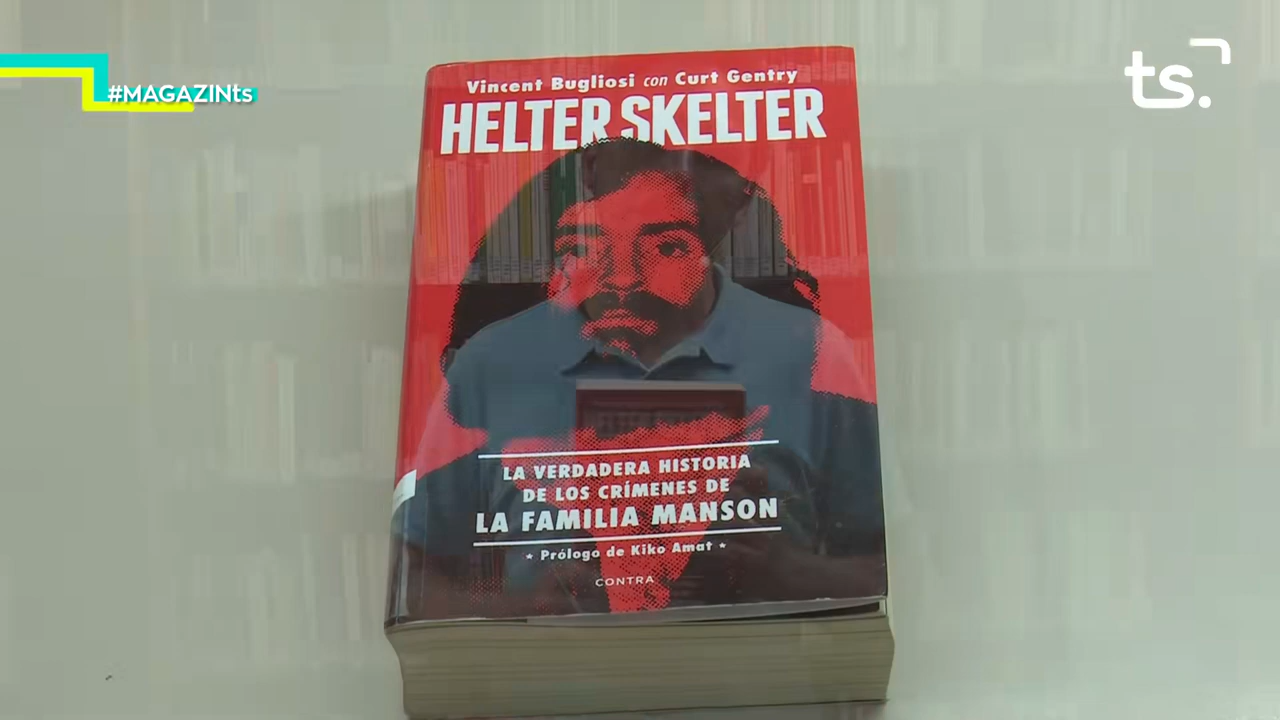 #MAGAZINts
ts.
Vincent Bugliosi con Curt Gentry
HELTER SKELTER
LA VERDADERA HISTORIA
DE LOS CRÍMENES DE
LA FAMILIA MANSON
* Prólogo de Kiko Amat *
CONTRA